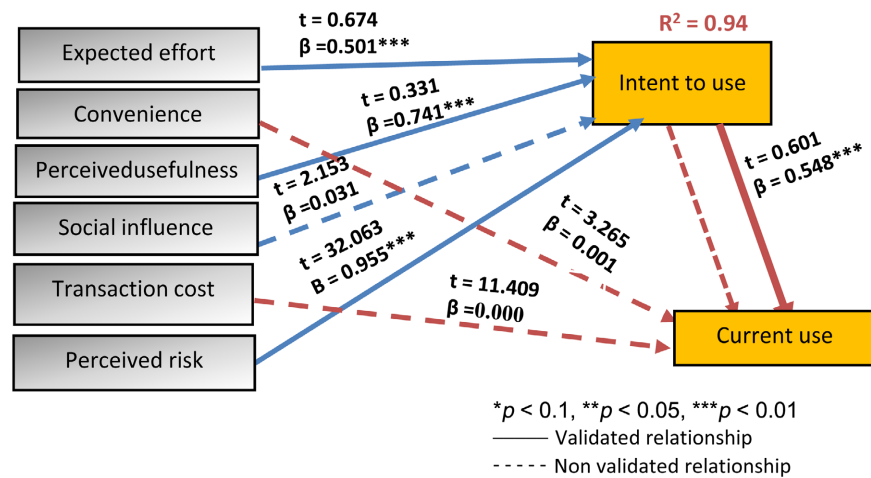 R² = 0.94
t = 0.674
β =0.501***
Expected effort
Intent to use
t = 0.331
β =0.741***
Convenience
t = 0.601
β = 0.548***
Perceivedusefulness
t = 2.153
β =0.031
Social influence
t = 3.265
β = 0.001
t = 32.063
B = 0.955***
Transaction cost
t = 11.409
β =0.000
Current use
Perceived risk
*p < 0.1, **p < 0.05, ***p < 0.01
Validated relationship
Non validated relationship